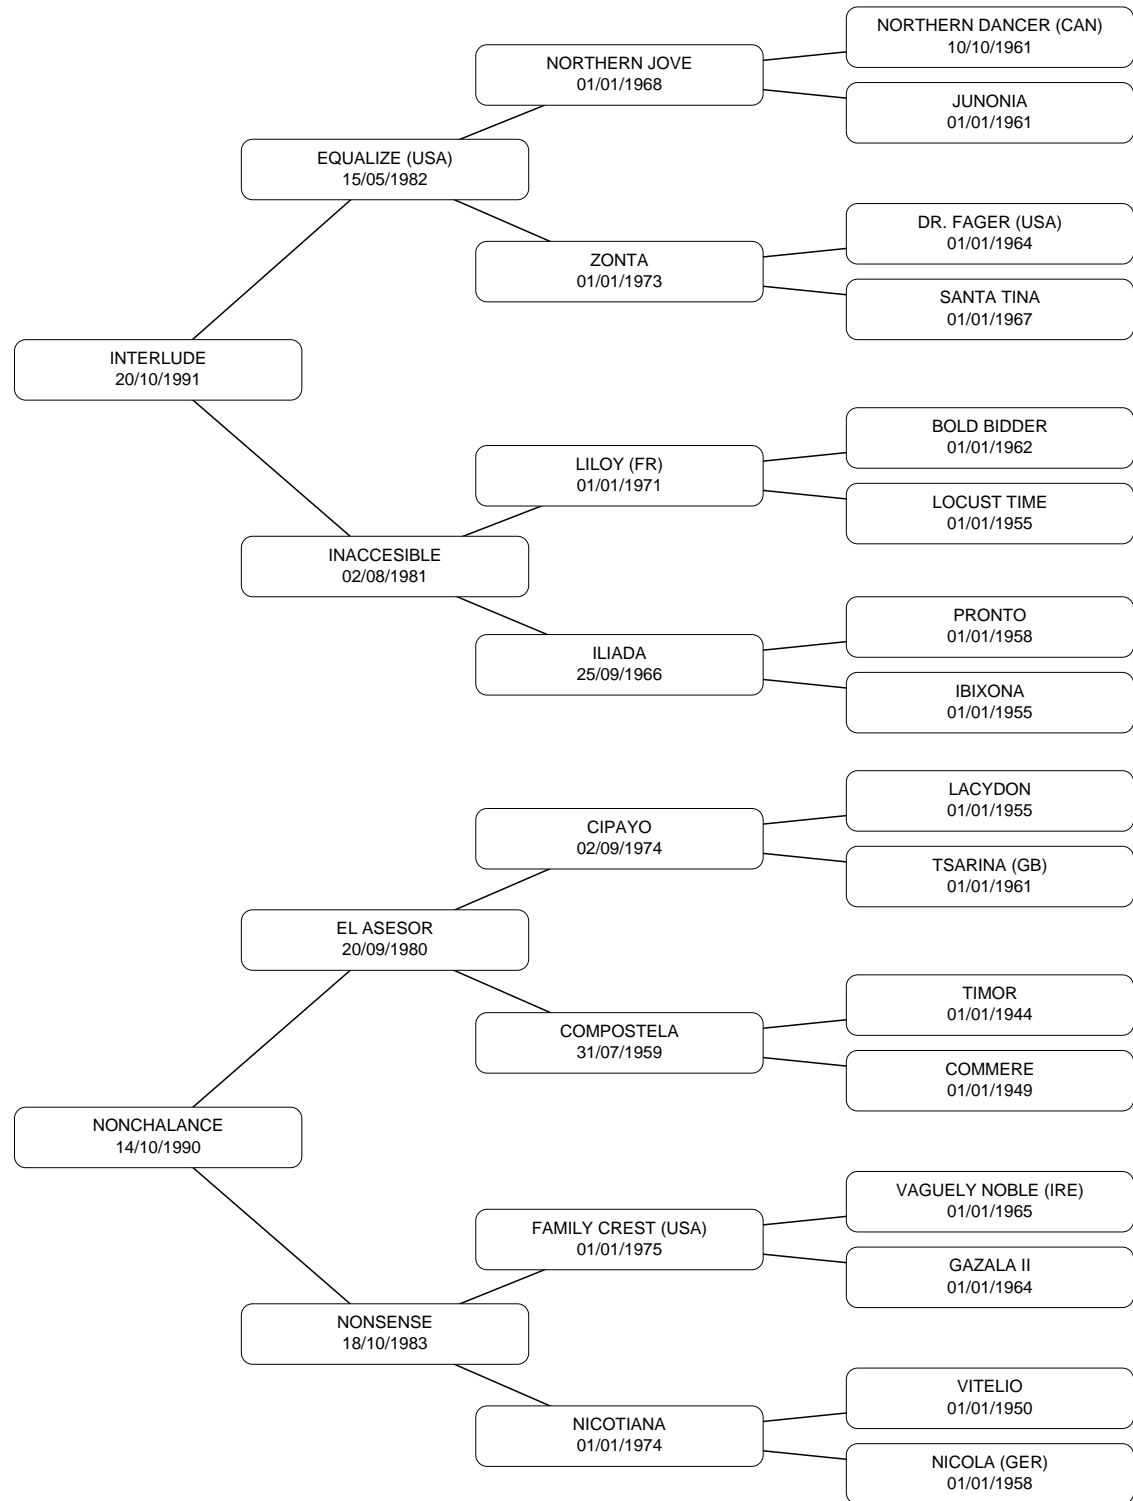 NORTHERN DANCER (CAN)
10/10/1961
NORTHERN JOVE
01/01/1968
JUNONIA
01/01/1961
EQUALIZE (USA)
15/05/1982
DR. FAGER (USA)
01/01/1964
ZONTA
01/01/1973
SANTA TINA
01/01/1967
INTERLUDE
20/10/1991
BOLD BIDDER
01/01/1962
LILOY (FR)
01/01/1971
LOCUST TIME
01/01/1955
INACCESIBLE
02/08/1981
PRONTO
01/01/1958
ILIADA
25/09/1966
IBIXONA
01/01/1955
LACYDON
01/01/1955
CIPAYO
02/09/1974
TSARINA (GB)
01/01/1961
EL ASESOR
20/09/1980
TIMOR
01/01/1944
COMPOSTELA
31/07/1959
COMMERE
01/01/1949
NONCHALANCE
14/10/1990
VAGUELY NOBLE (IRE)
01/01/1965
FAMILY CREST (USA)
01/01/1975
GAZALA II
01/01/1964
NONSENSE
18/10/1983
VITELIO
01/01/1950
NICOTIANA
01/01/1974
NICOLA (GER)
01/01/1958